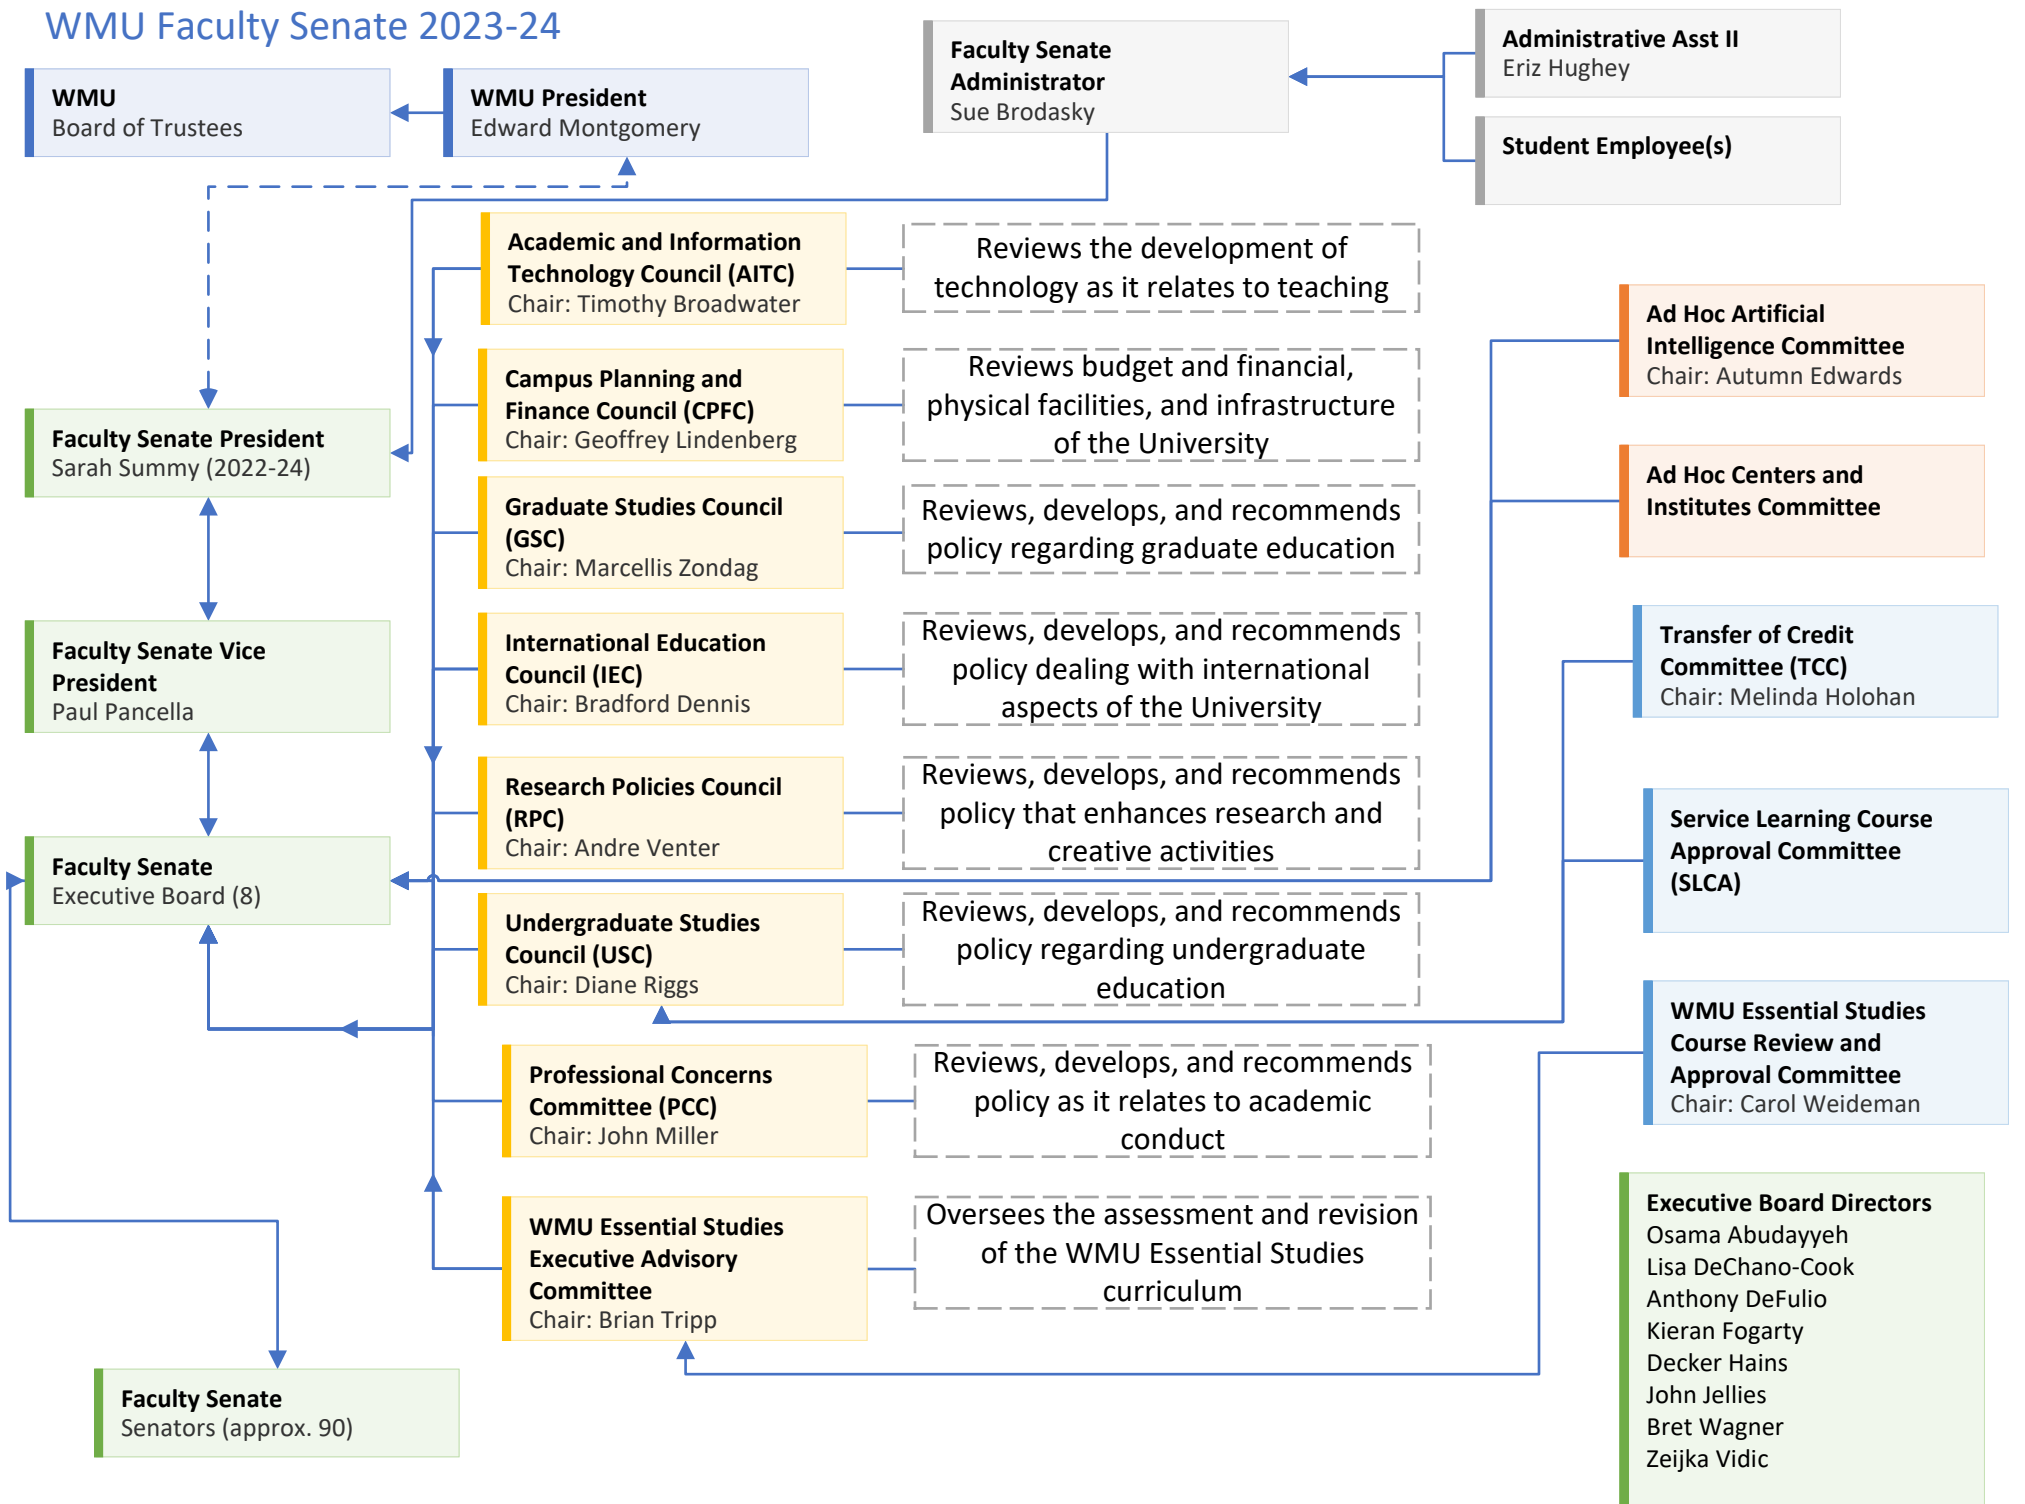 WMU Faculty Senate 2023-24
WMU
Board of Trustees
WMU President
Edward Montgomery
Faculty Senate
Administrator
Sue Brodasky
Administrative Asst II
Eriz Hughey
Student Employee(s)
Academic and Information
Technology Council (AITC)
Chair: Timothy Broadwater
Reviews the development of
technology as it relates to teaching
Campus Planning and
Finance Council (CPFC)
Chair: Geoffrey Lindenberg
Reviews budget and financial,
physical facilities, and infrastructure
of the University
Graduate Studies Council
(GSC)
Chair: Marcellis Zondag
Reviews, develops, and recommends
policy regarding graduate education
International Education
Council (IEC)
Chair: Bradford Dennis
Reviews, develops, and recommends
policy dealing with international
aspects of the University
Research Policies Council
(RPC)
Chair: Andre Venter
Reviews, develops, and recommends
policy that enhances research and
creative activities
Undergraduate Studies
Council (USC)
Chair: Diane Riggs
Reviews, develops, and recommends
policy regarding undergraduate
education
Professional Concerns
Committee (PCC)
Chair: John Miller
Reviews, develops, and recommends
policy as it relates to academic
conduct
WMU Essential Studies
Executive Advisory
Committee
Chair: Brian Tripp
Oversees the assessment and revision
of the WMU Essential Studies
curriculum
Faculty Senate President
Sarah Summy (2022-24)
Faculty Senate Vice
President
Paul Pancella
Faculty Senate
Executive Board (8)
Faculty Senate
Senators (approx. 90)
Ad Hoc Artificial
Intelligence Committee
Chair: Autumn Edwards
Ad Hoc Centers and
Institutes Committee
Transfer of Credit
Committee (TCC)
Chair: Melinda Holohan
Service Learning Course
Approval Committee
(SLCA)
WMU Essential Studies
Course Review and
Approval Committee
Chair: Carol Weideman
Executive Board Directors
Osama Abudayyeh
Lisa DeChano-Cook
Anthony DeFulio
Kieran Fogarty
Decker Hains
John Jellies
Bret Wagner
Zeijka Vidic